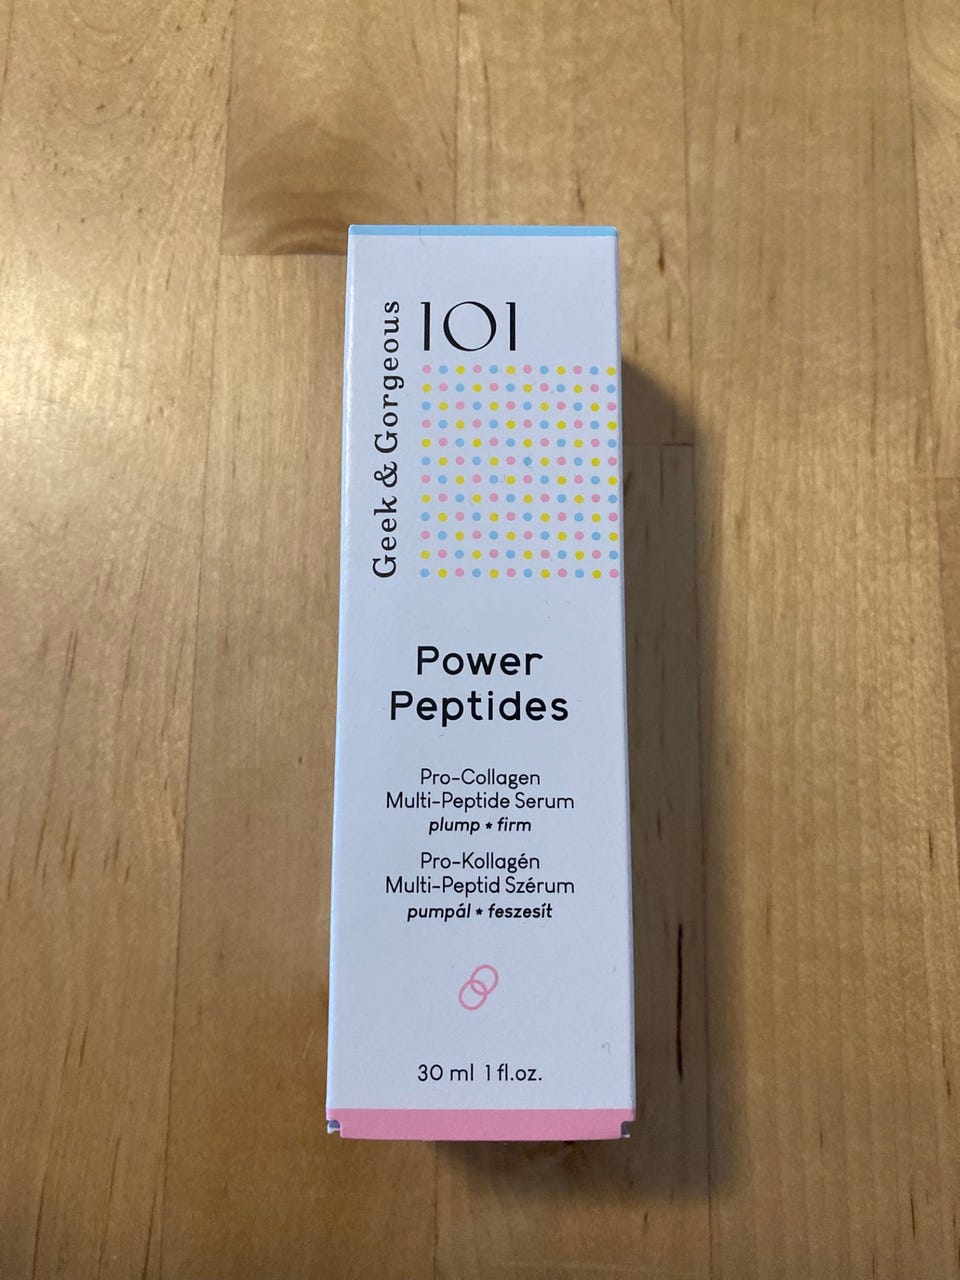 Geek & Gorgeous
101
Power
Peptides
Pro-Collagen
Multi-Peptide Serum
plump * firm
Pro-Kollagén
Multi-Peptid Szérum
pumpál * feszesít
30 ml 1 fl.oz.